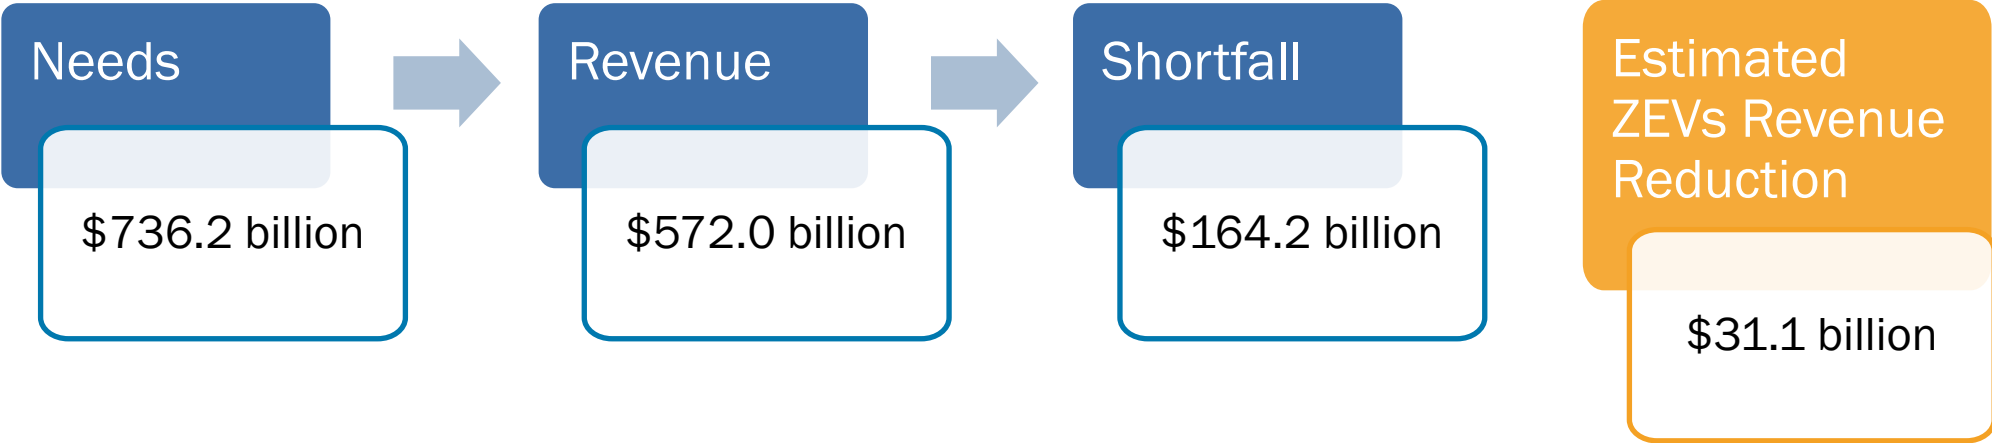 Needs
$736.2 billion
Revenue
$572.0 billion
Shortfall
$164.2 billion
Estimated
ZEVs Revenue
Reduction
$31.1 billion